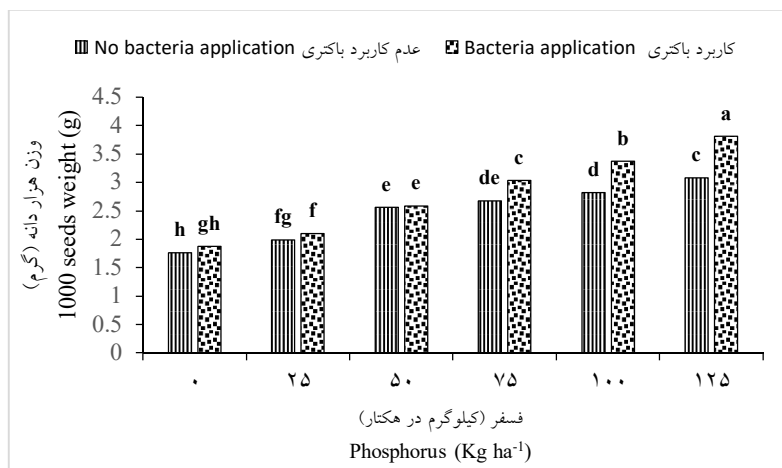 No bacteria application عدم کاربرد باکتری Bacteria application کاربرد باکتری
وزن هزار دانه (گرم)
1000 seeds weight (g)
4.5
4
3.5
3
2.5
2
1.5
1
0.5
0
h gh fg f e e de c d b c a
۰ ۲۵ ۵۰ ۷۵ ۱۰۰ ۱۲۵
فسفر (کیلوگرم در هکتار)
Phosphorus (Kg ha⁻¹)